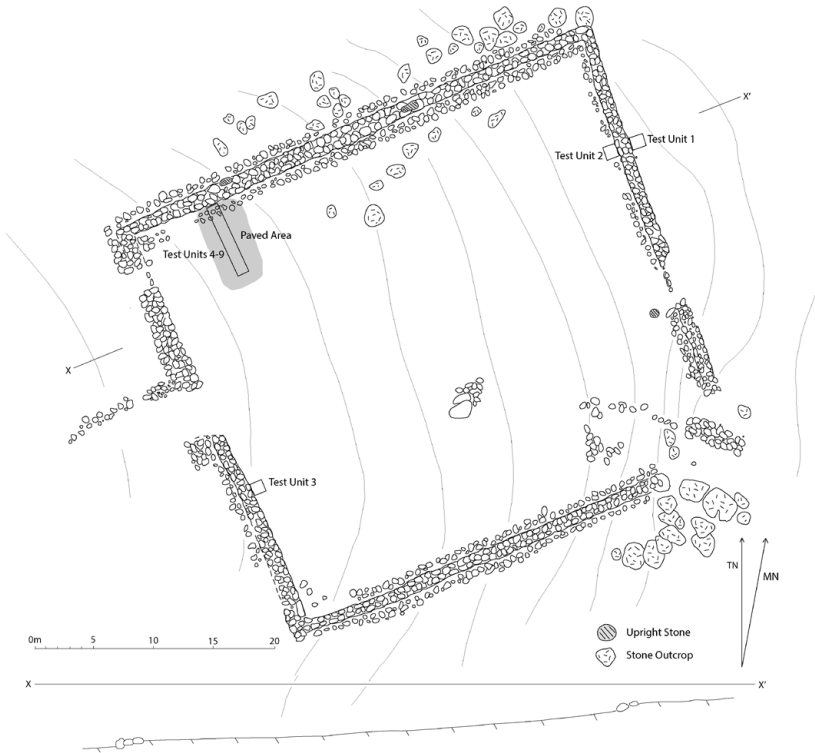 X'
Test Unit 1
Test Unit 2
Paved Area
Test Units 4-9
X
Test Unit 3
TN
MN
0m 5 10 15 20
Upright Stone
Stone Outcrop
X X'